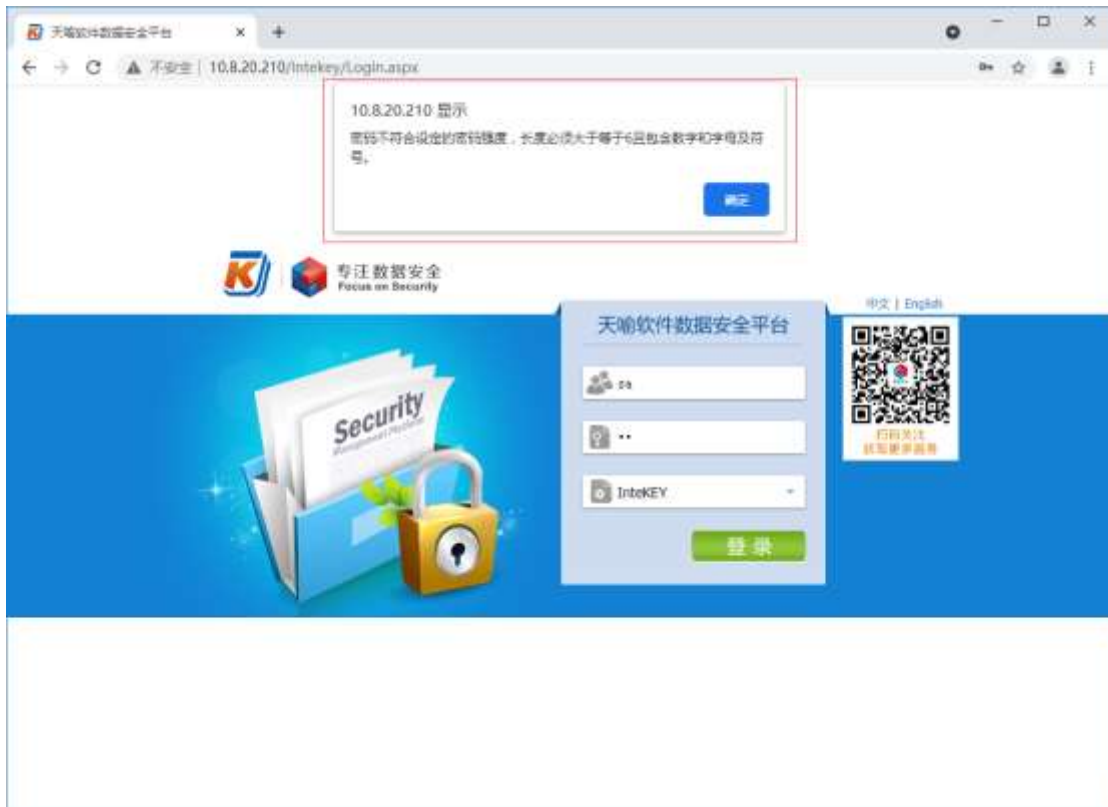 天喻软件数据安全平台
不安全 | 10.8.20.210/Intekey/Login.aspx
10.8.20.210 显示
密码不符合设定的密码强度，长度必须大于等于6且包含数字和字母及符
号。
确定
专注数据安全
Focus on Security
中文 | English
天喻软件数据安全平台
sa
••
InteKEY
登录
Security
扫码关注
获取更多服务